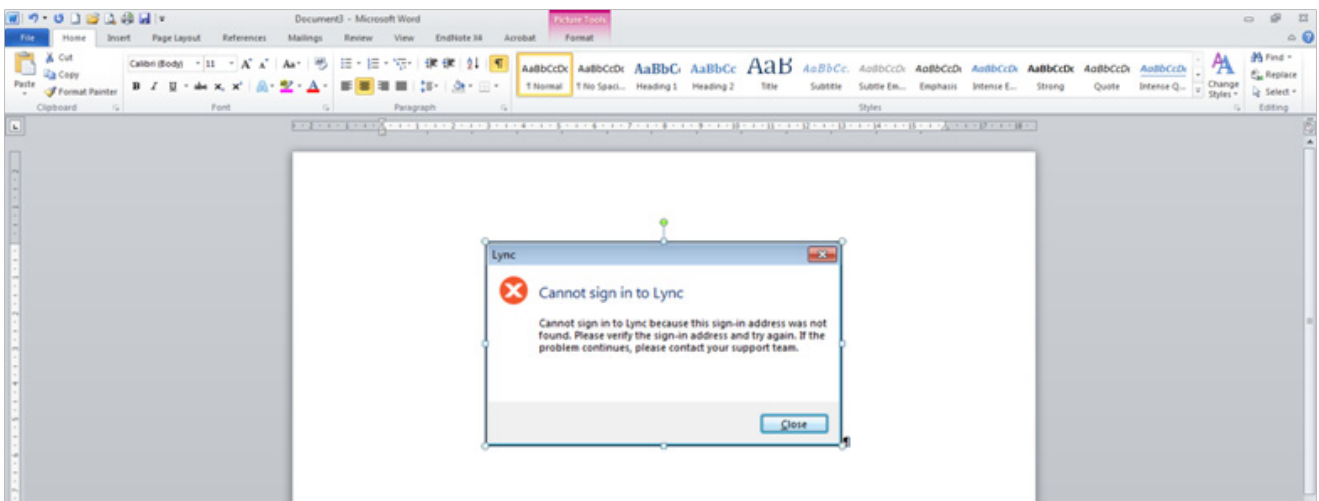 Document3 - Microsoft Word
Picture Tools
File Home Insert Page Layout References Mailings Review View EndNote X4 Acrobat Format
Cut
Copy
Format Painter
Paste
Calibri (Body) 11
AaBbCcDc AaBbCcDc AaBbC AaBbCc AaB AaBbCc. AaBbCcDc AaBbCcDc AaBbCcDc AaBbCcDc AaBbCcDc AaBbCcDc
¶ Normal ¶ No Spaci... Heading 1 Heading 2 Title Subtitle Subtle Em... Emphasis Intense E... Strong Quote Intense Q...
Change Styles
Find
Replace
Select
Clipboard Font Paragraph Styles Editing
Lync
Cannot sign in to Lync
Cannot sign in to Lync because this sign-in address was not
found. Please verify the sign-in address and try again. If the
problem continues, please contact your support team.
Close
¶